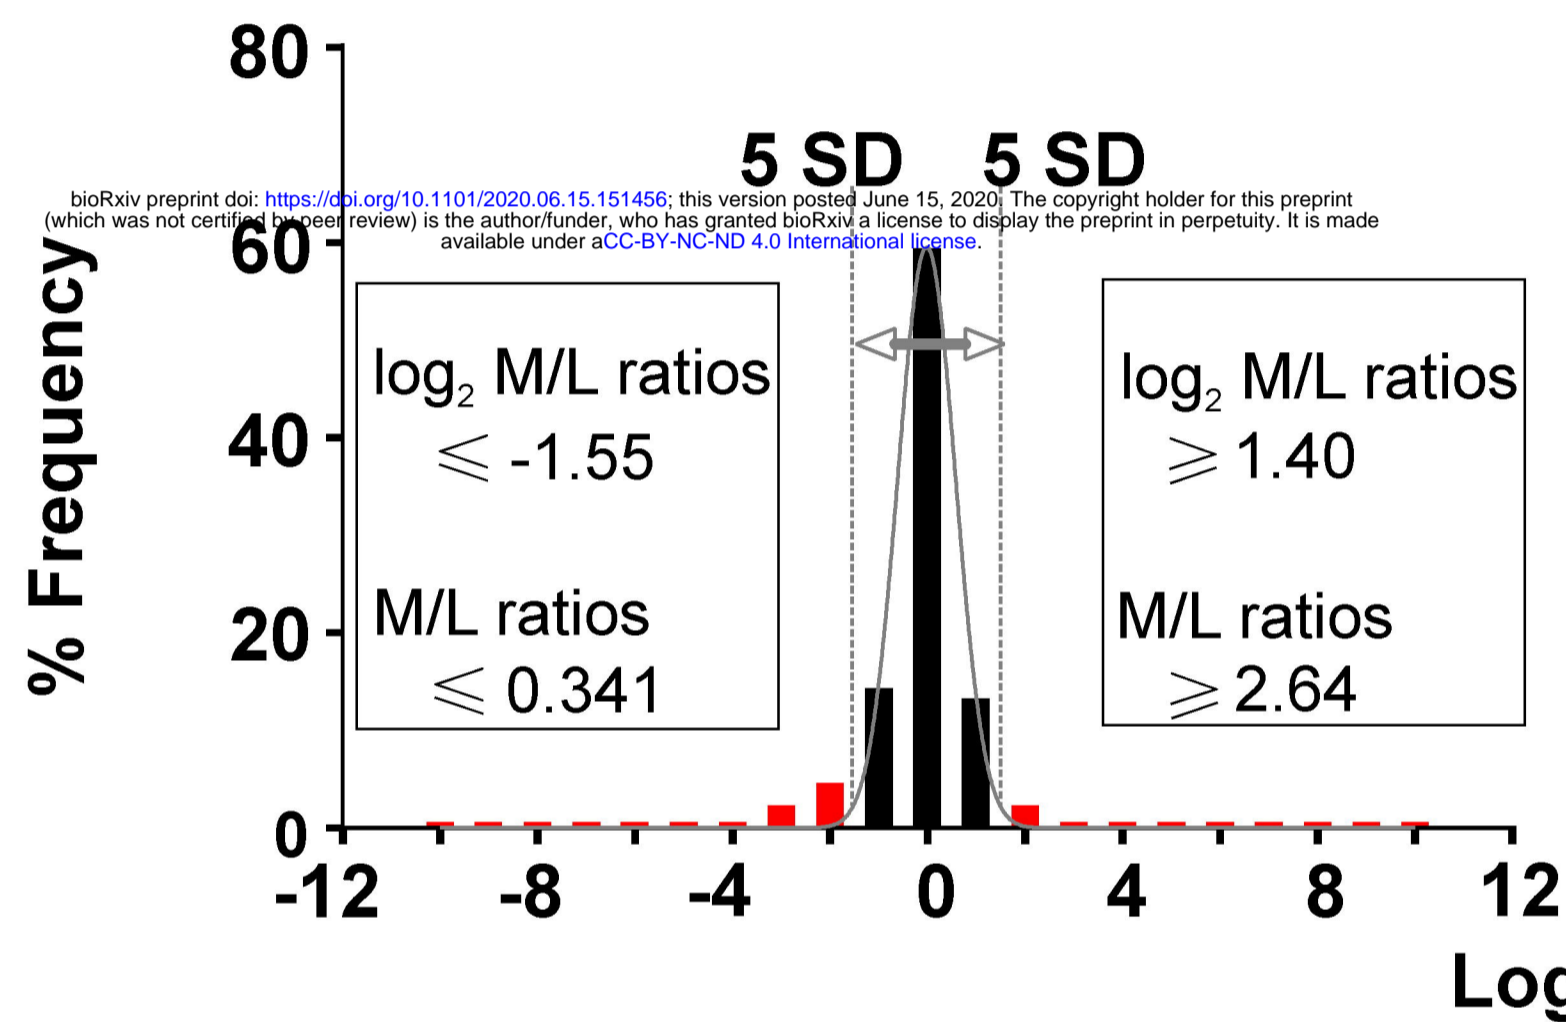 80
5 SD 5 SD
bioRxiv preprint doi: https://doi.org/10.1101/2020.06.15.151456; this version posted June 15, 2020. The copyright holder for this preprint
(which was not certified by peer review) is the author/funder, who has granted bioRxiv a license to display the preprint in perpetuity. It is made
available under aCC-BY-NC-ND 4.0 International license.
60
% Frequency
log₂ M/L ratios
⩽ -1.55
M/L ratios
⩽ 0.341
log₂ M/L ratios
⩾ 1.40
M/L ratios
⩾ 2.64
40
20
0
-12 -8 -4 0 4 8 12
Log